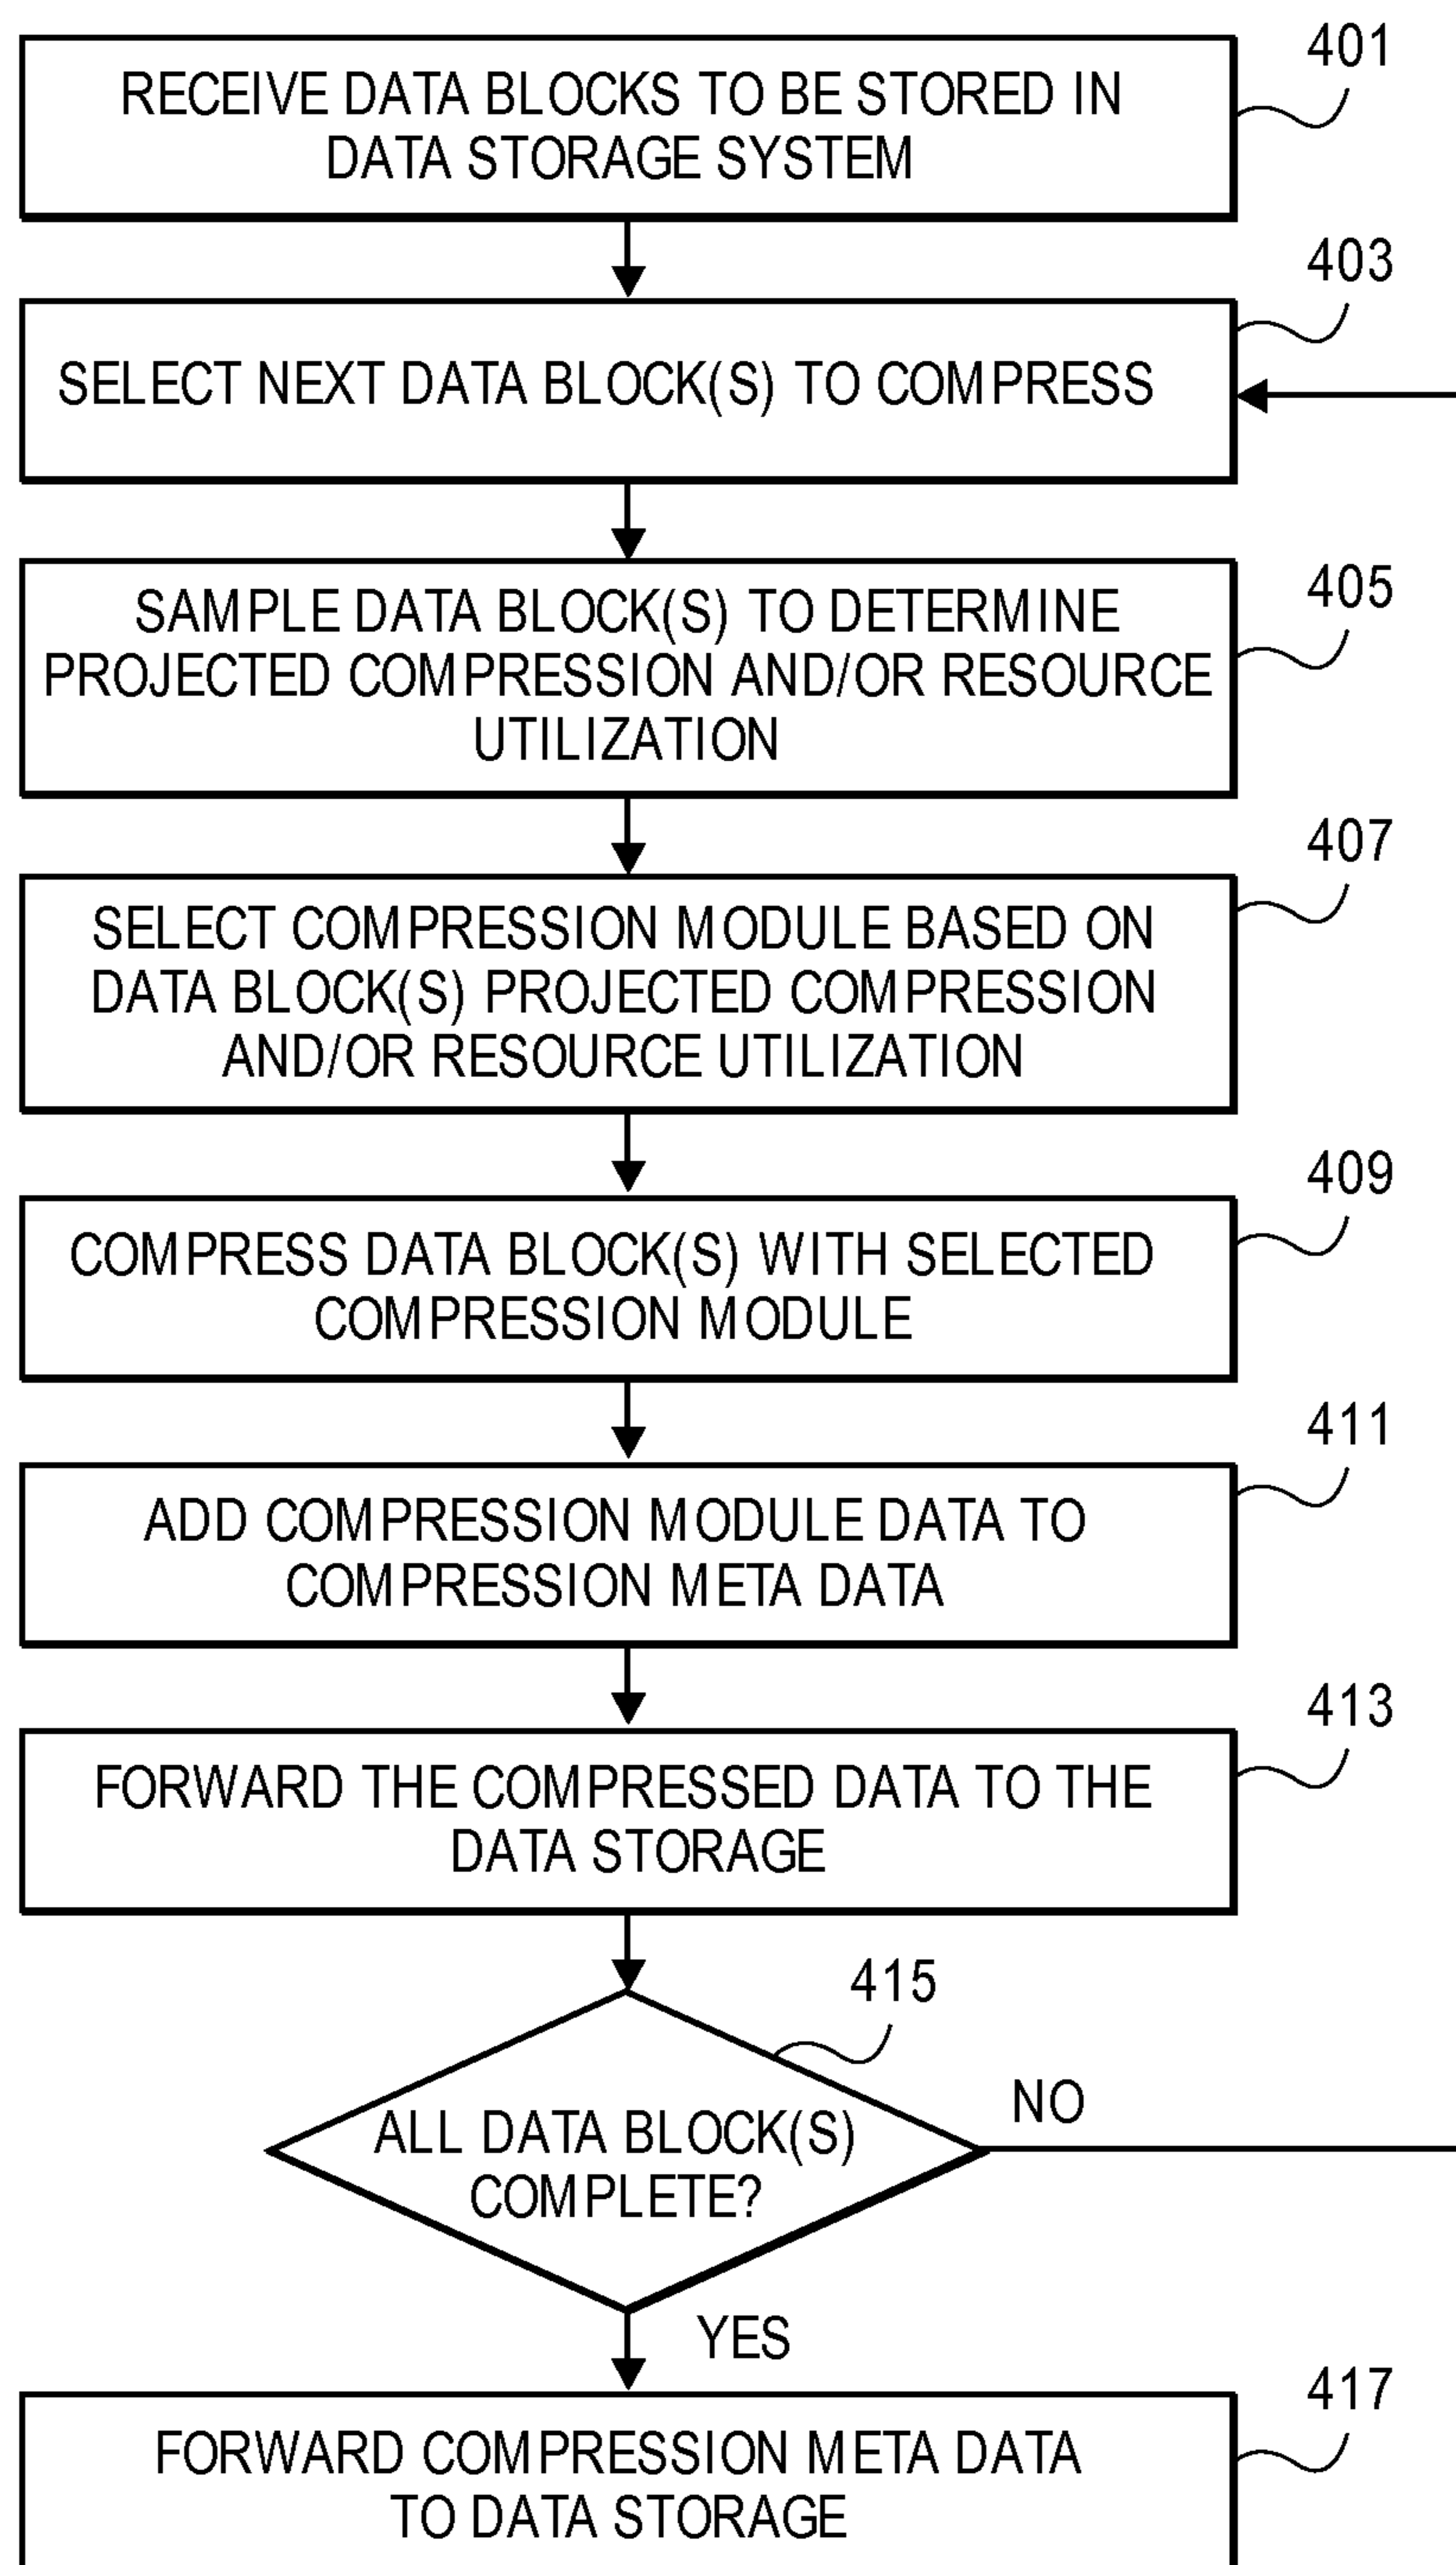 401
RECEIVE DATA BLOCKS TO BE STORED IN
DATA STORAGE SYSTEM
403
SELECT NEXT DATA BLOCK(S) TO COMPRESS
405
SAMPLE DATA BLOCK(S) TO DETERMINE
PROJECTED COMPRESSION AND/OR RESOURCE
UTILIZATION
407
SELECT COMPRESSION MODULE BASED ON
DATA BLOCK(S) PROJECTED COMPRESSION
AND/OR RESOURCE UTILIZATION
409
COMPRESS DATA BLOCK(S) WITH SELECTED
COMPRESSION MODULE
411
ADD COMPRESSION MODULE DATA TO
COMPRESSION META DATA
413
FORWARD THE COMPRESSED DATA TO THE
DATA STORAGE
415
NO
ALL DATA BLOCK(S)
COMPLETE?
YES
417
FORWARD COMPRESSION META DATA
TO DATA STORAGE